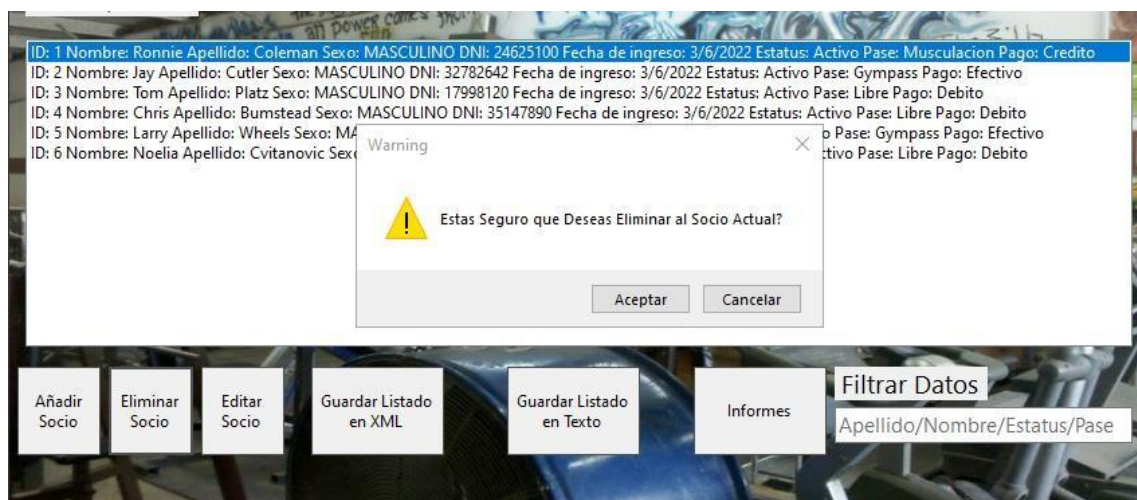 an power comes from
ID: 1 Nombre: Ronnie Apellido: Coleman Sexo: MASCULINO DNI: 24625100 Fecha de ingreso: 3/6/2022 Estatus: Activo Pase: Musculacion Pago: Credito
ID: 2 Nombre: Jay Apellido: Cutler Sexo: MASCULINO DNI: 32782642 Fecha de ingreso: 3/6/2022 Estatus: Activo Pase: Gympass Pago: Efectivo
ID: 3 Nombre: Tom Apellido: Platz Sexo: MASCULINO DNI: 17998120 Fecha de ingreso: 3/6/2022 Estatus: Activo Pase: Libre Pago: Debito
ID: 4 Nombre: Chris Apellido: Bumstead Sexo: MASCULINO DNI: 35147890 Fecha de ingreso: 3/6/2022 Estatus: Activo Pase: Libre Pago: Debito
ID: 5 Nombre: Larry Apellido: Wheels Sexo: Pase: Gympass Pago: Efectivo
ID: 6 Nombre: Noelia Apellido: Cvitanovic Pase: Libre Pago: Debito
Warning
Estas Seguro que Deseas Eliminar al Socio Actual?
Aceptar Cancelar
Añadir Socio
Eliminar Socio
Editar Socio
Guardar Listado en XML
Guardar Listado en Texto
Informes
Filtrar Datos
Apellido/Nombre/Estatus/Pase